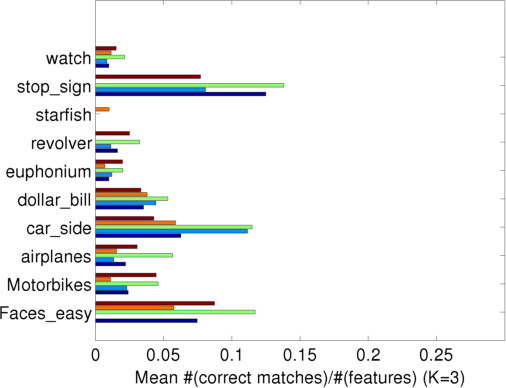 watch
stop_sign
starfish
revolver
euphonium
dollar_bill
car_side
airplanes
Motorbikes
Faces_easy
0 0.05 0.1 0.15 0.2 0.25
Mean #(correct matches)/#(features) (K=3)